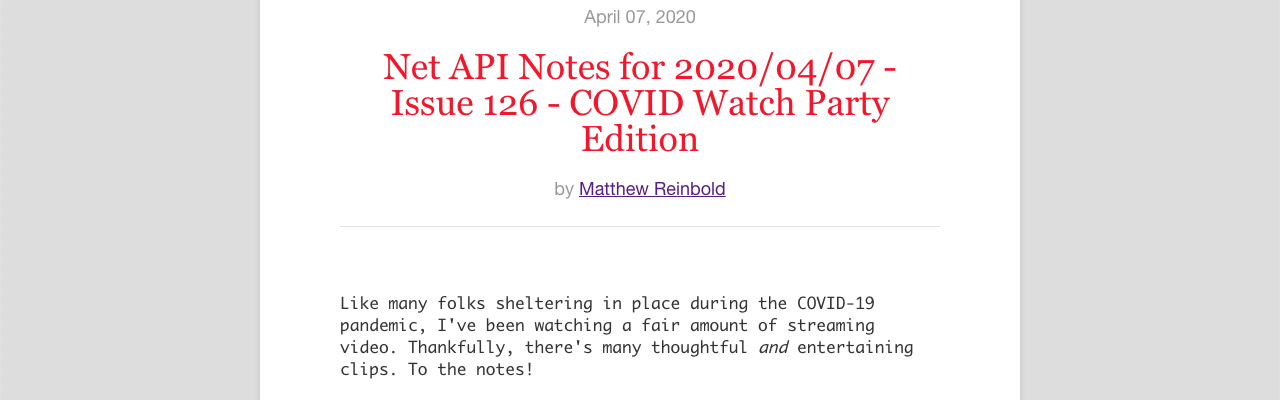 April 07, 2020
Net API Notes for 2020/04/07 -
Issue 126 - COVID Watch Party
Edition
by Matthew Reinbold
Like many folks sheltering in place during the COVID-19
pandemic, I've been watching a fair amount of streaming
video. Thankfully, there's many thoughtful and entertaining
clips. To the notes!